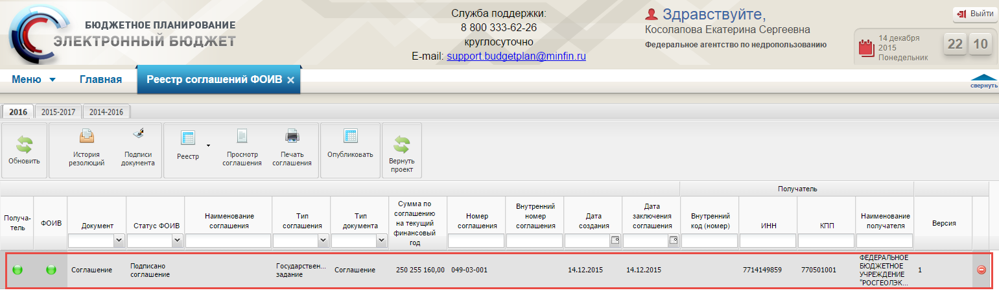 БЮДЖЕТНОЕ ПЛАНИРОВАНИЕ
ЭЛЕКТРОННЫЙ БЮДЖЕТ
Служба поддержки:
8 800 333-62-26
круглосуточно
E-mail: support.budgetplan@minfin.ru
Здравствуйте,
Косолапова Екатерина Сергеевна
Федеральное агентство по недропользованию
Выйти
14 декабря
2015
Понедельник
22 10
Меню
Главная
Реестр соглашений ФОИВ
свернуть
2016
2015-2017
2014-2016
Обновить
История
резолюций
Подписи
документа
Реестр
Просмотр
соглашения
Печать
соглашения
Опубликовать
Вернуть
проект
Получатель
Получа-
тель
ФОИВ
Документ
Статус ФОИВ
Наименование
соглашения
Тип
соглашения
Тип
документа
Сумма по
соглашению
на текущий
финансовый
год
Номер
соглашения
Внутренний
номер
соглашения
Дата
создания
Дата
заключения
соглашения
Внутренний
код (номер)
ИНН
КПП
Наименование
получателя
Версия
Соглашение
Подписано
соглашение
Государствен...
задание
Соглашение
250 255 160,00
049-03-001
14.12.2015
14.12.2015
7714149859
770501001
ФЕДЕРАЛЬНОЕ
БЮДЖЕТНОЕ
УЧРЕЖДЕНИЕ
"РОСГЕОЛЭК...
1